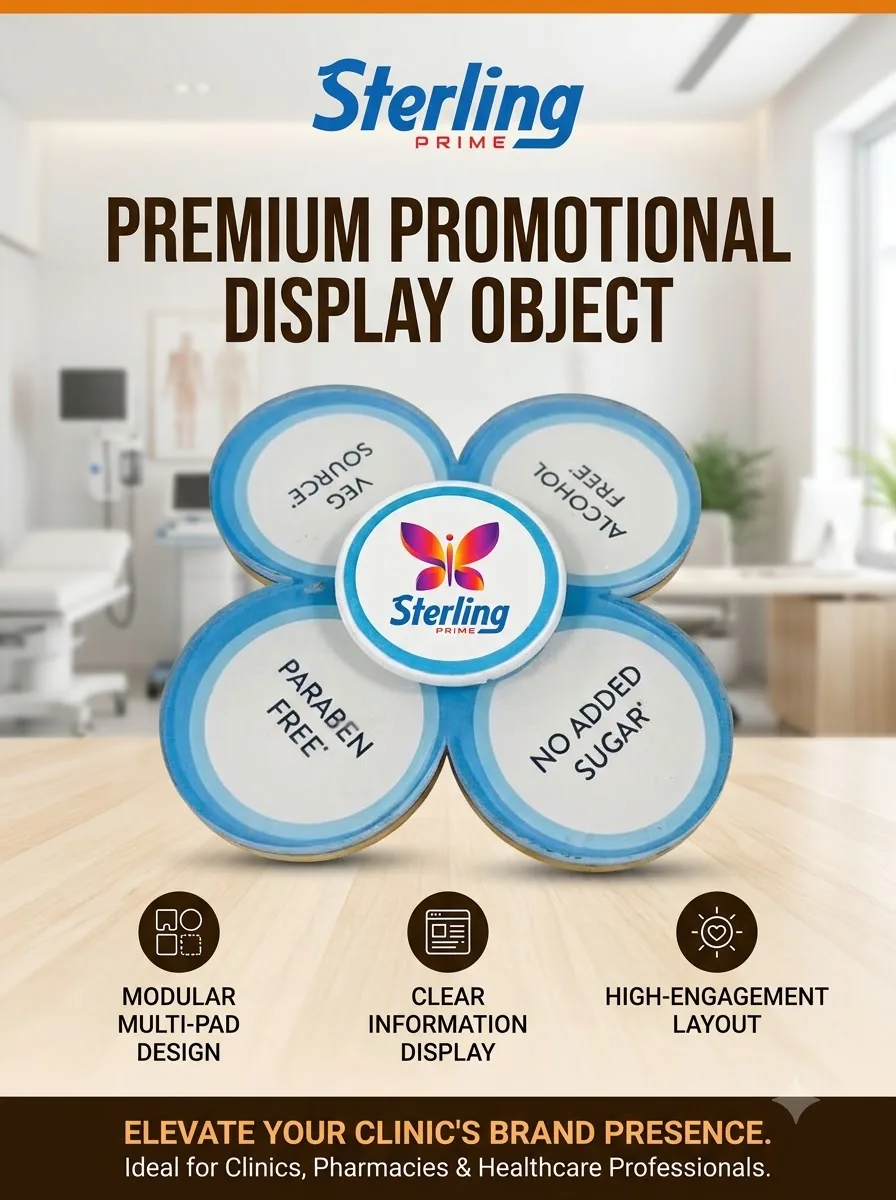 Sterling
PRIME
PREMIUM PROMOTIONAL
DISPLAY OBJECT
VEG
SOURCE*
ALCOHOL
FREE*
Sterling
PRIME
PARABEN
FREE*
NO ADDED
SUGAR*
MODULAR
MULTI-PAD
DESIGN
CLEAR
INFORMATION
DISPLAY
HIGH-ENGAGEMENT
LAYOUT
ELEVATE YOUR CLINIC'S BRAND PRESENCE.
Ideal for Clinics, Pharmacies & Healthcare Professionals.